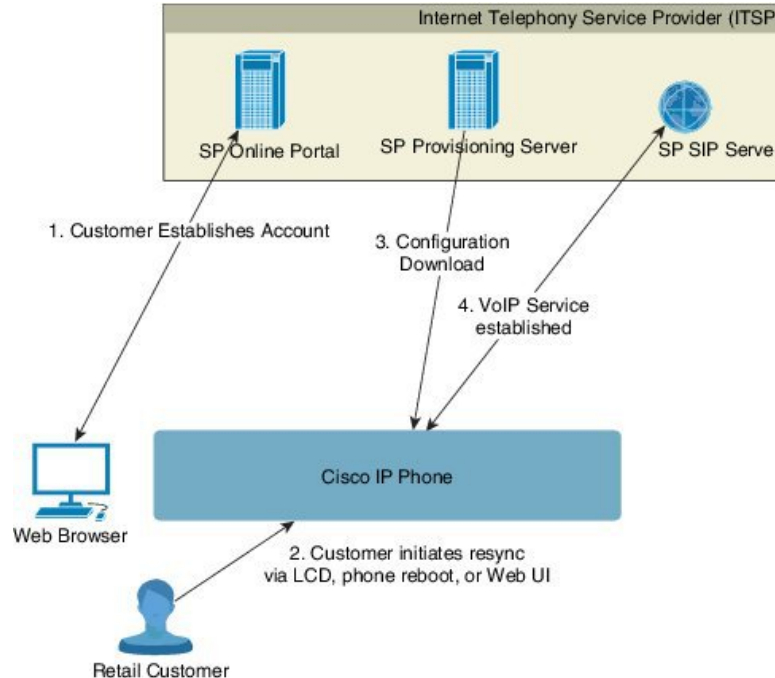 Internet Telephony Service Provider (ITSP
SP Online Portal
SP Provisioning Server
SP SIP Serve
1. Customer Establishes Account
3. Configuration
Download
4. VoIP Service
established
Cisco IP Phone
Web Browser
2. Customer initiates resync
via LCD, phone reboot, or Web UI
Retail Customer